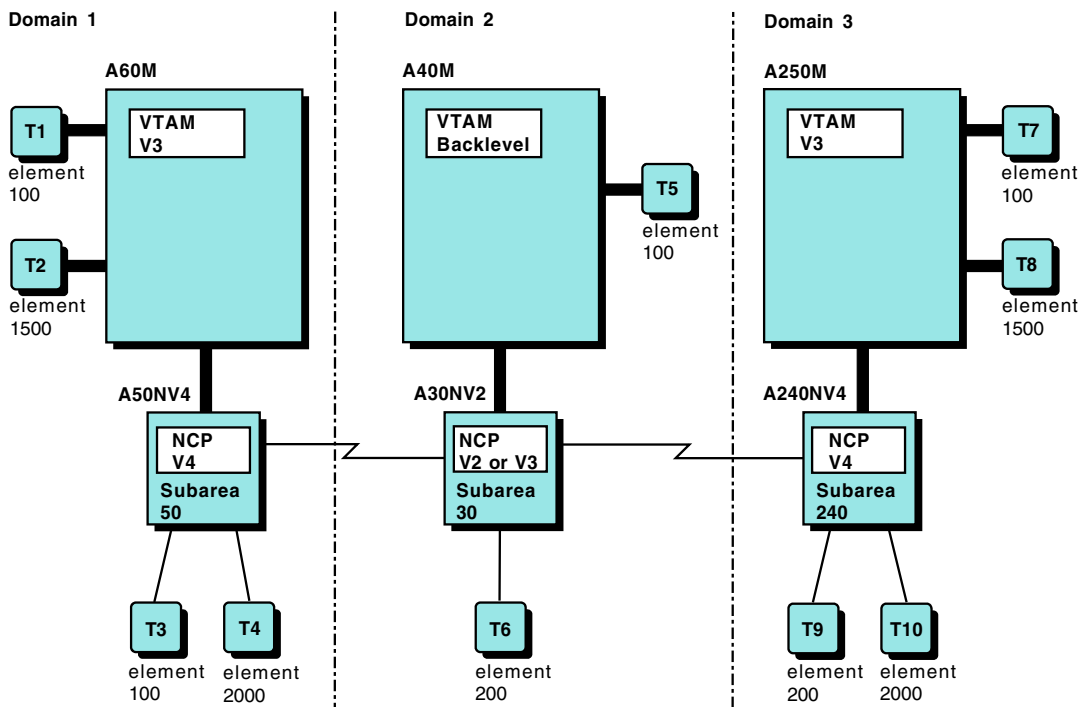 Domain 1
Domain 2
Domain 3
A60M
A40M
A250M
VTAM
V3
VTAM
Backlevel
VTAM
V3
T1
element
100
T2
element
1500
T5
element
100
T7
element
100
T8
element
1500
A50NV4
A30NV2
A240NV4
NCP
V4
Subarea
50
NCP
V2 or V3
Subarea
30
NCP
V4
Subarea
240
T3
element
100
T4
element
2000
T6
element
200
T9
element
200
T10
element
2000